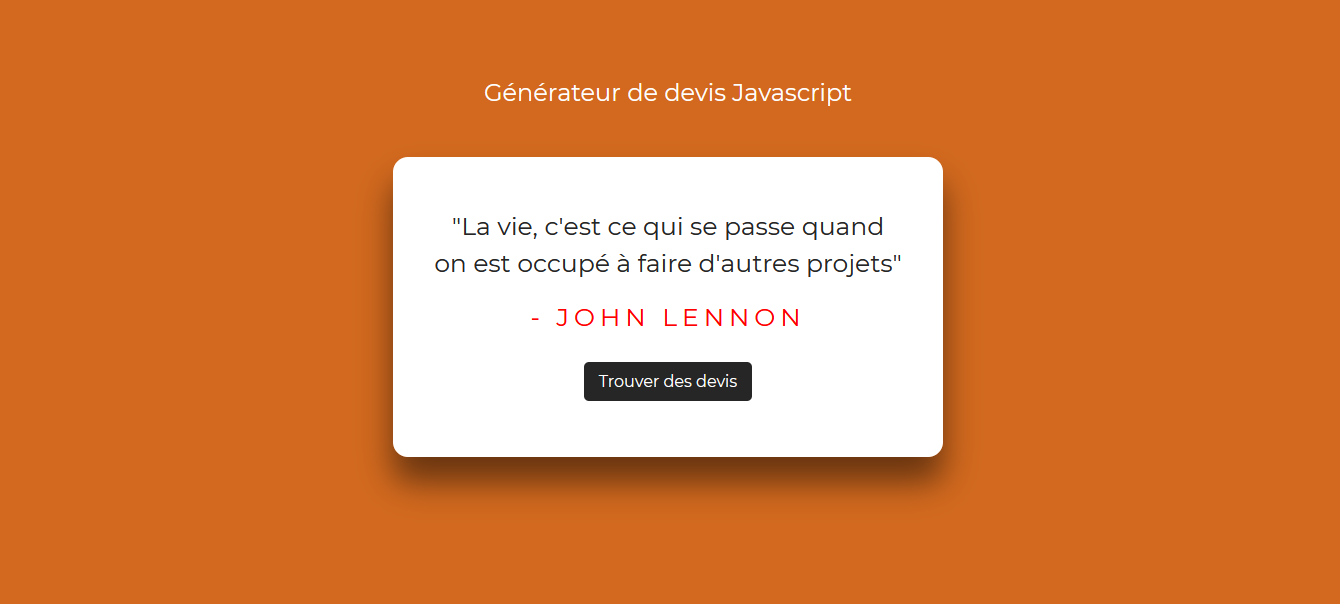 Générateur de devis Javascript
"La vie, c'est ce qui se passe quand
on est occupé à faire d'autres projets"
- JOHN LENNON
Trouver des devis